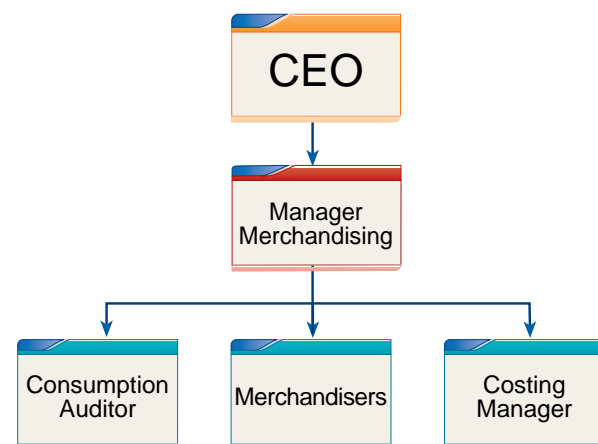 CEO
Manager
Merchandising
Consumption
Auditor
Merchandisers
Costing
Manager